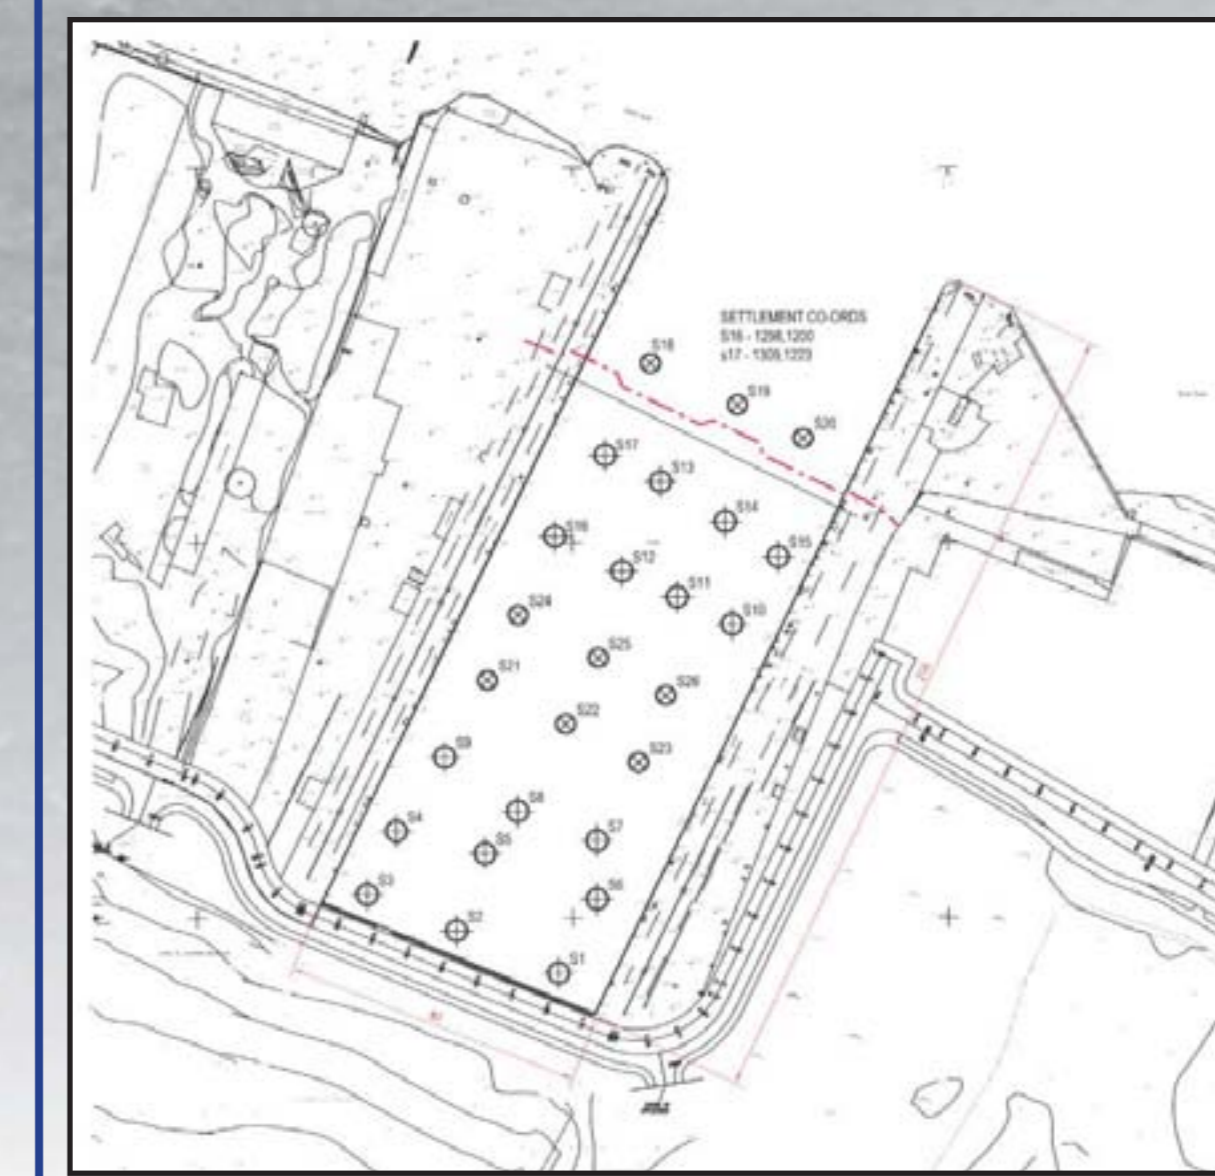 SETTLEMENT CO-ORDS
S16 - 1298,1200
s17 - 1309,1223
S18
S19
S20
S17
S13
S14
S15
S16
S12
S11
S10
S24
S25
S26
S21
S22
S23
S9
S8
S7
S4
S5
S6
S3
S2
S1